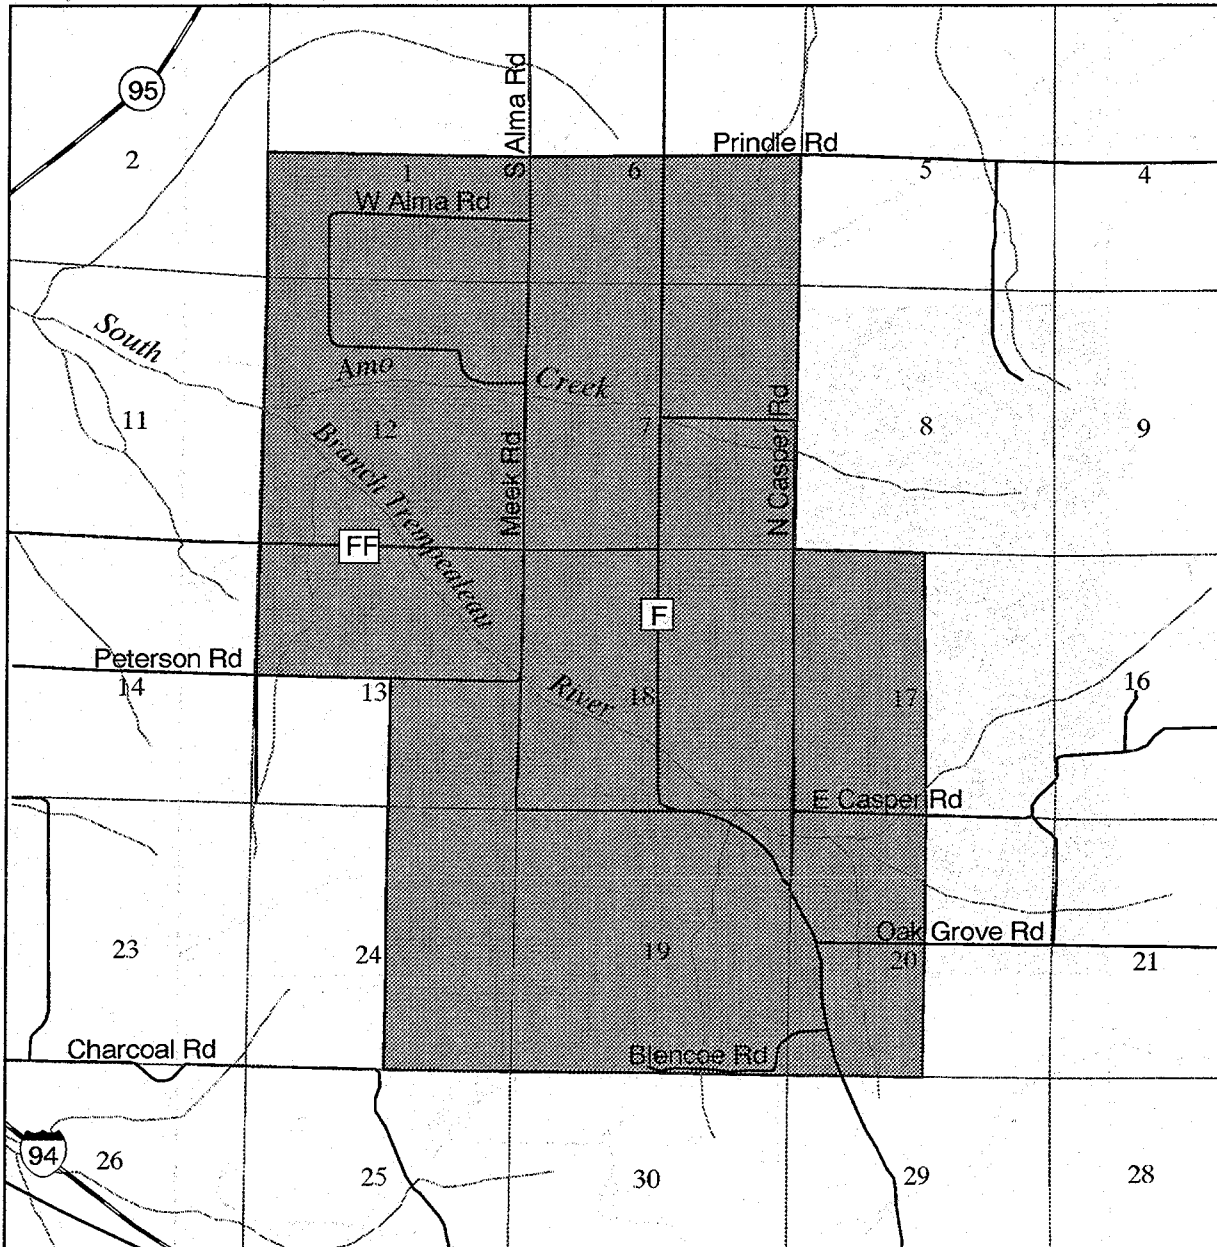 95
S Alma Rd
Prindle Rd
2
1
6
5
4
W Alma Rd
South
Amo Creek
11
12
7
8
9
Branch Trempealeau
Meek Rd
N Casper Rd
FF
F
Peterson Rd
14
13
River
18
17
16
E Casper Rd
23
24
19
Oak Grove Rd
20
21
Charcoal Rd
Blencoe Rd
94
26
25
30
29
28